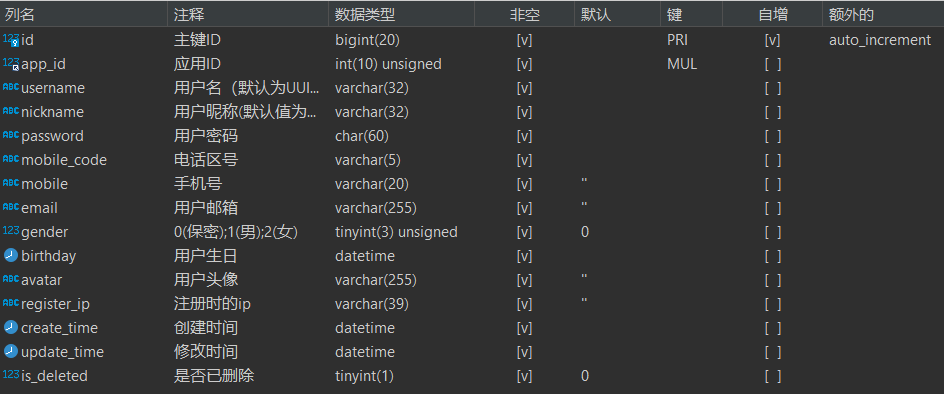 列名 注释 数据类型 非空 默认 键 自增 额外的
123 id 主键ID bigint(20) [v] PRI [v] auto_increment
123 app_id 应用ID int(10) unsigned [v] MUL [ ]
ABC username 用户名（默认为UUI... varchar(32) [v] [ ]
ABC nickname 用户昵称(默认值为... varchar(32) [v] [ ]
ABC password 用户密码 char(60) [v] [ ]
ABC mobile_code 电话区号 varchar(5) [v] [ ]
ABC mobile 手机号 varchar(20) [v] '' [ ]
ABC email 用户邮箱 varchar(255) [v] '' [ ]
123 gender 0(保密);1(男);2(女) tinyint(3) unsigned [v] 0 [ ]
birthday 用户生日 datetime [v] [ ]
ABC avatar 用户头像 varchar(255) [v] '' [ ]
ABC register_ip 注册时的ip varchar(39) [v] '' [ ]
create_time 创建时间 datetime [v] [ ]
update_time 修改时间 datetime [v] [ ]
123 is_deleted 是否已删除 tinyint(1) [v] 0 [ ]